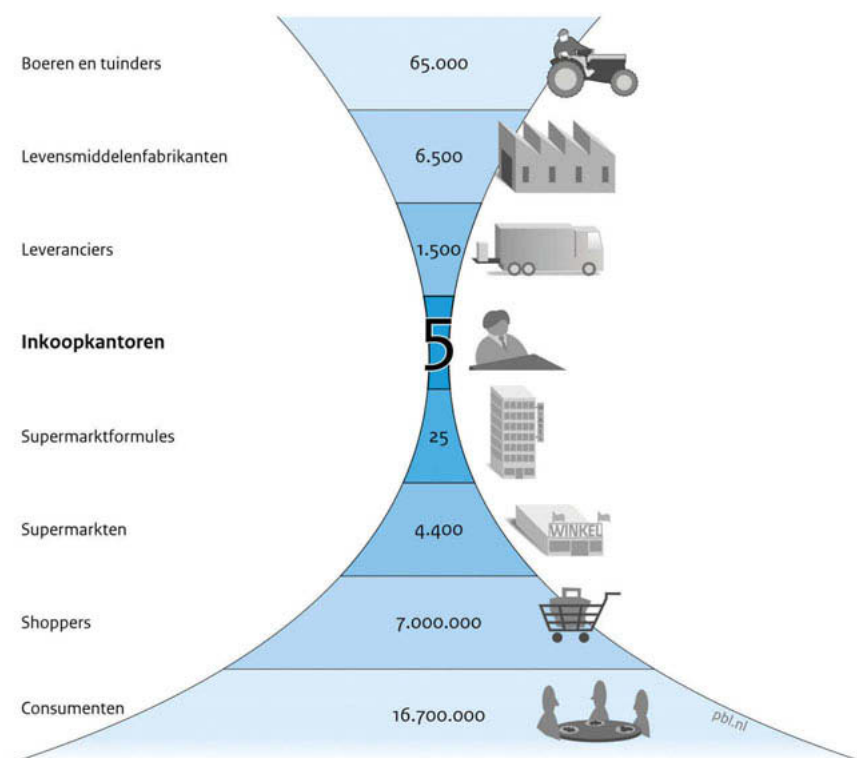 Boeren en tuinders 65.000
Levensmiddelenfabrikanten 6.500
Leveranciers 1.500
Inkoopkantoren 5
Supermarktformules 25
Supermarkten 4.400
WINKEL
Shoppers 7.000.000
Consumenten 16.700.000
pbl.nl